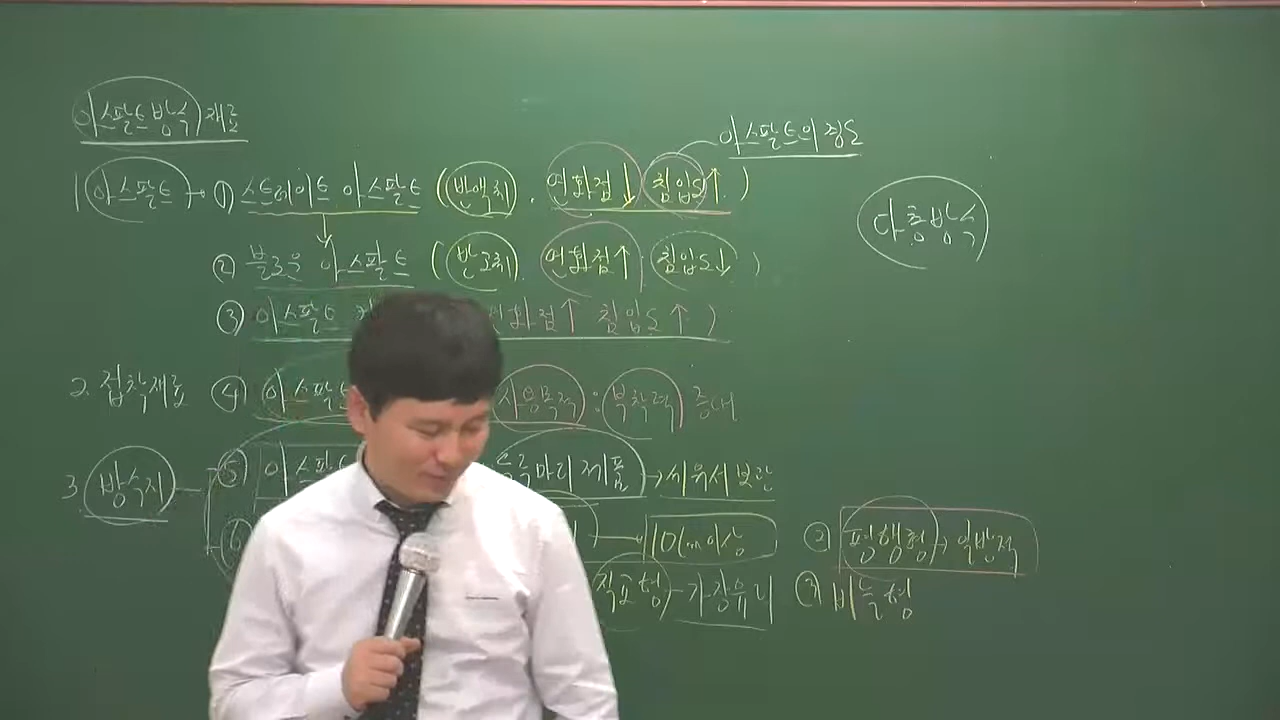 아스팔트방수 재료
아스팔트의 경도
1 아스팔트 → ① 스트레이트 아스팔트 (반액체, 연화점↓ 침입도↑)
다층방수
② 블로운 아스팔트 (반고체, 연화점↑ 침입도↓)
③ 아스팔트 연화점↑ 침입도↑)
2. 접착재료 ④ 아스팔트 사용목적 : 부착력 증대
3. 방수지 ⑤ 아스팔트 두루마리 제품 → 세워서 보관
⑥ → 10cm 이상 ② 평행형 → 일반적
직교형 - 가장유리 ③ 비늘형